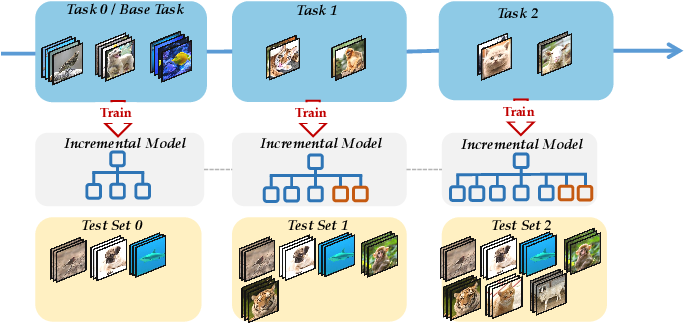 Task 0 / Base Task
Task 1
Task 2
Train
Train
Train
Incremental Model
Incremental Model
Incremental Model
Test Set 0
Test Set 1
Test Set 2